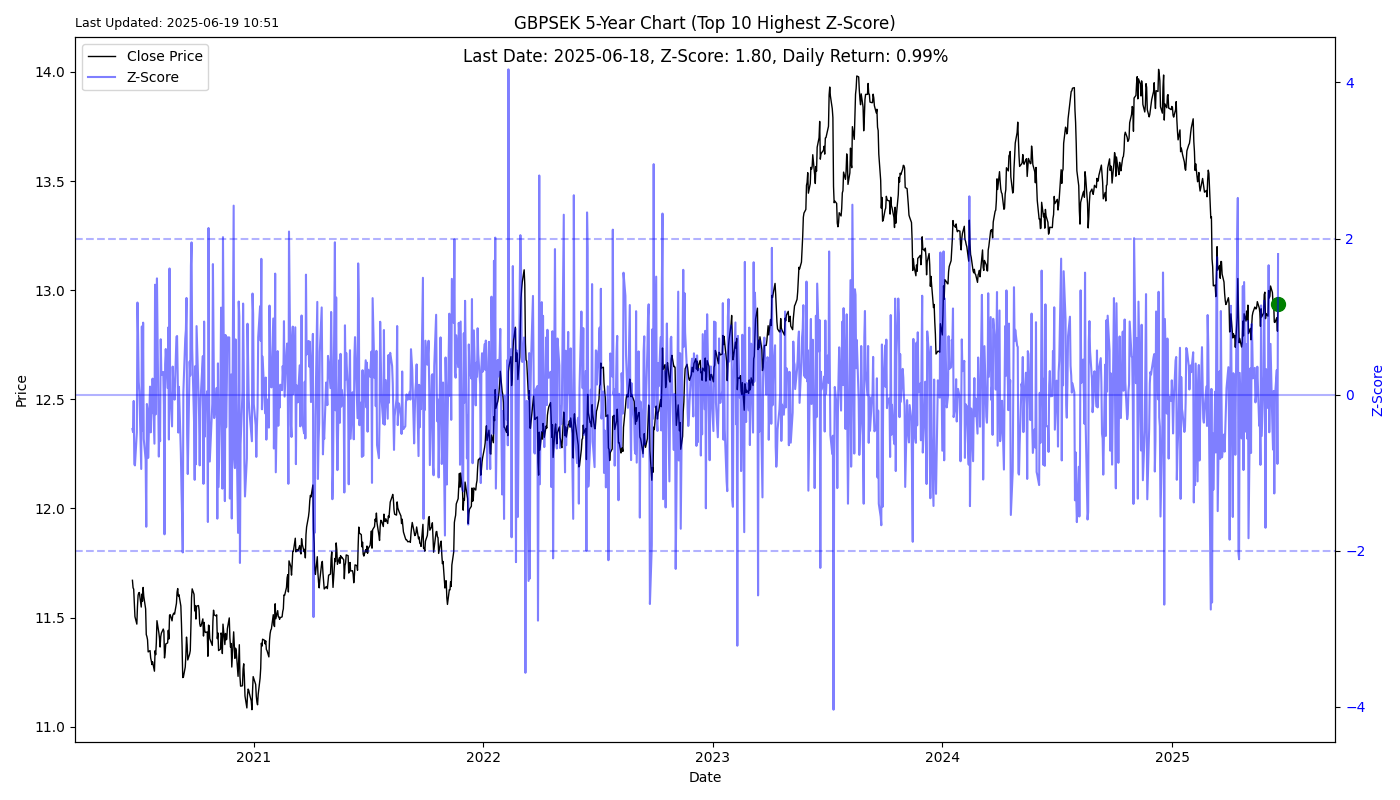 Last Updated: 2025-06-19 10:51
GBPSEK 5-Year Chart (Top 10 Highest Z-Score)
Last Date: 2025-06-18, Z-Score: 1.80, Daily Return: 0.99%
Close Price
Z-Score
14.0
13.5
13.0
12.5
12.0
11.5
11.0
Price
4
2
0
−2
−4
Z-Score
2021
2022
2023
2024
2025
Date